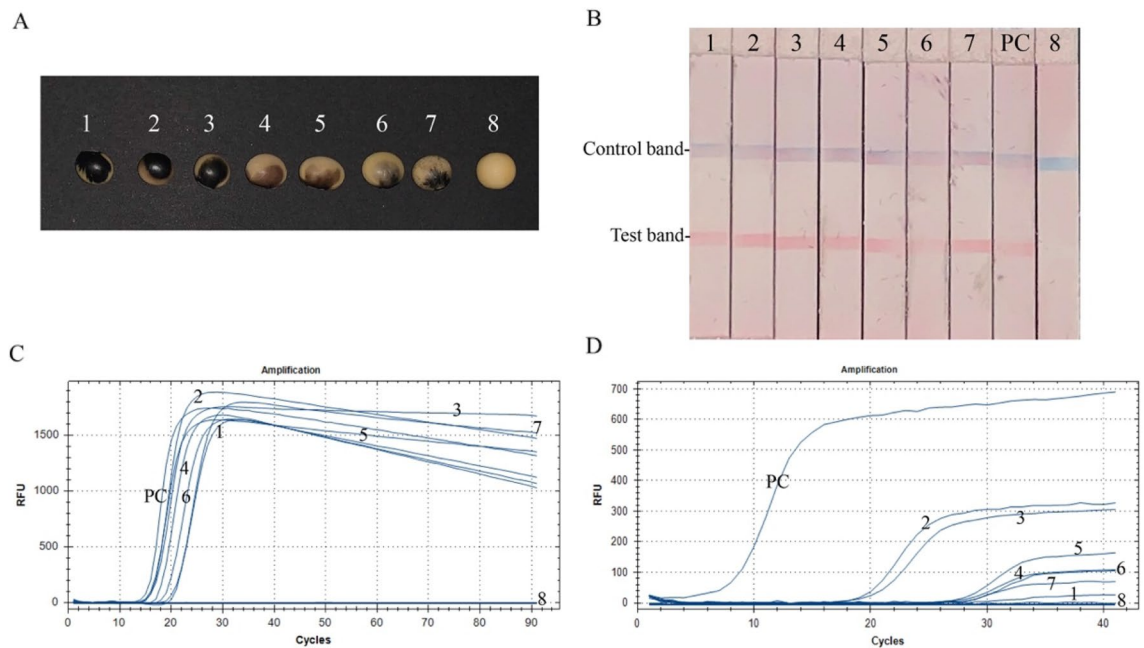 A
1 2 3 4 5 6 7 8
B
1 2 3 4 5 6 7 PC 8
Control band
Test band
C
Amplification
RFU
1500
1000
500
0
2
3
7
1
5
4
PC
6
8
0 10 20 30 40 50 60 70 80 90
Cycles
D
Amplification
RFU
700
600
500
400
300
200
100
0
PC
2
3
5
4
6
7
1
8
0 10 20 30 40
Cycles